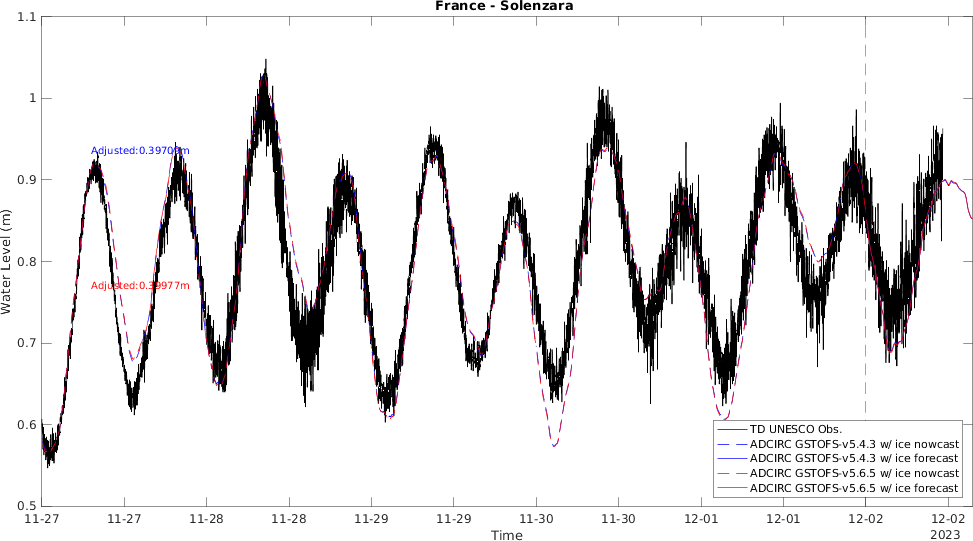 France - Solenzara
1.1
1
0.9
0.8
0.7
0.6
0.5
Water Level (m)
Adjusted:0.39709m
Adjusted:0.39977m
TD UNESCO Obs.
ADCIRC GSTOFS-v5.4.3 w/ ice nowcast
ADCIRC GSTOFS-v5.4.3 w/ ice forecast
ADCIRC GSTOFS-v5.6.5 w/ ice nowcast
ADCIRC GSTOFS-v5.6.5 w/ ice forecast
11-27 11-27 11-28 11-28 11-29 11-29 11-30 11-30 12-01 12-01 12-02 12-02
2023
Time